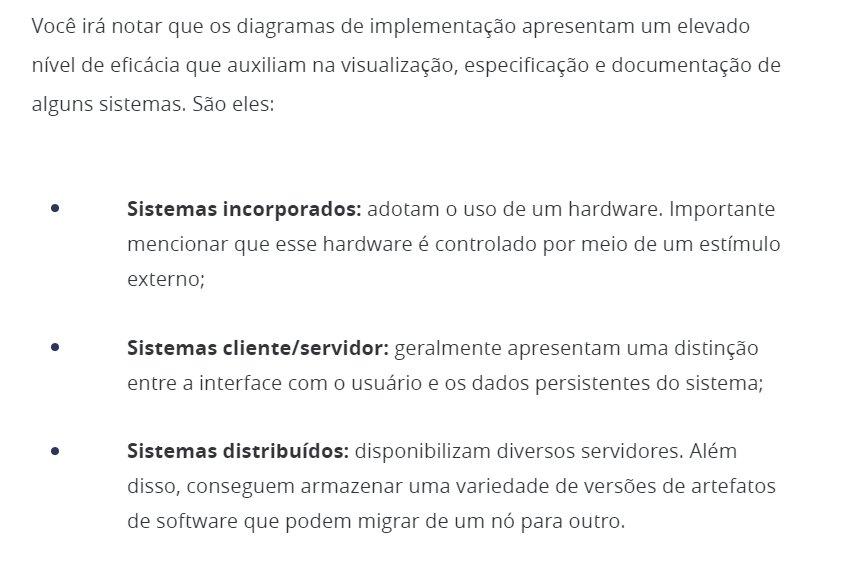 Você irá notar que os diagramas de implementação apresentam um elevado
nível de eficácia que auxiliam na visualização, especificação e documentação de
alguns sistemas. São eles:
• Sistemas incorporados: adotam o uso de um hardware. Importante
mencionar que esse hardware é controlado por meio de um estímulo
externo;
• Sistemas cliente/servidor: geralmente apresentam uma distinção
entre a interface com o usuário e os dados persistentes do sistema;
• Sistemas distribuídos: disponibilizam diversos servidores. Além
disso, conseguem armazenar uma variedade de versões de artefatos
de software que podem migrar de um nó para outro.